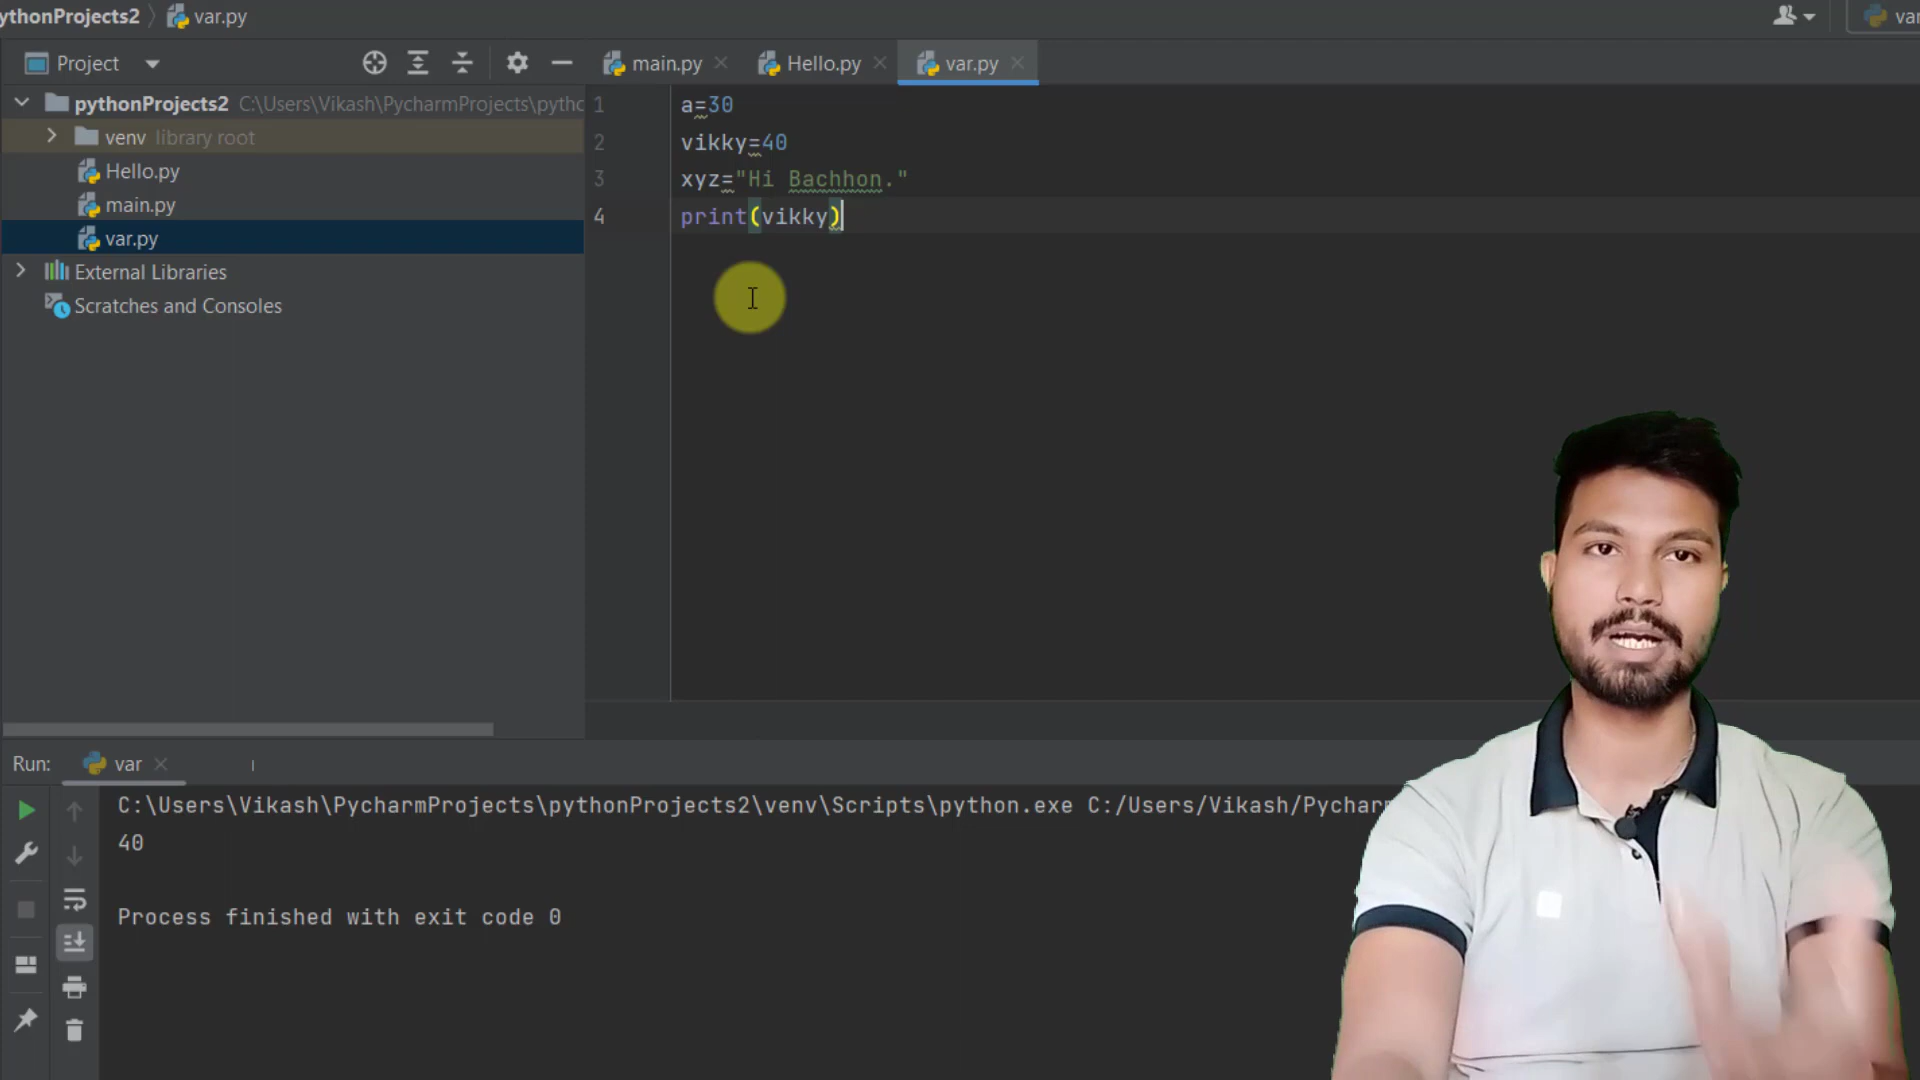 ythonProjects2 var.py
va
Project
main.py
Hello.py
var.py
pythonProjects2 C:\Users\Vikash\PycharmProjects\pythc
venv library root
Hello.py
main.py
var.py
External Libraries
Scratches and Consoles
1 a=30
2 vikky=40
3 xyz="Hi Bachhon."
4 print(vikky)
Run: var
C:\Users\Vikash\PycharmProjects\pythonProjects2\venv\Scripts\python.exe C:/Users/Vikash/Pychar
40
Process finished with exit code 0